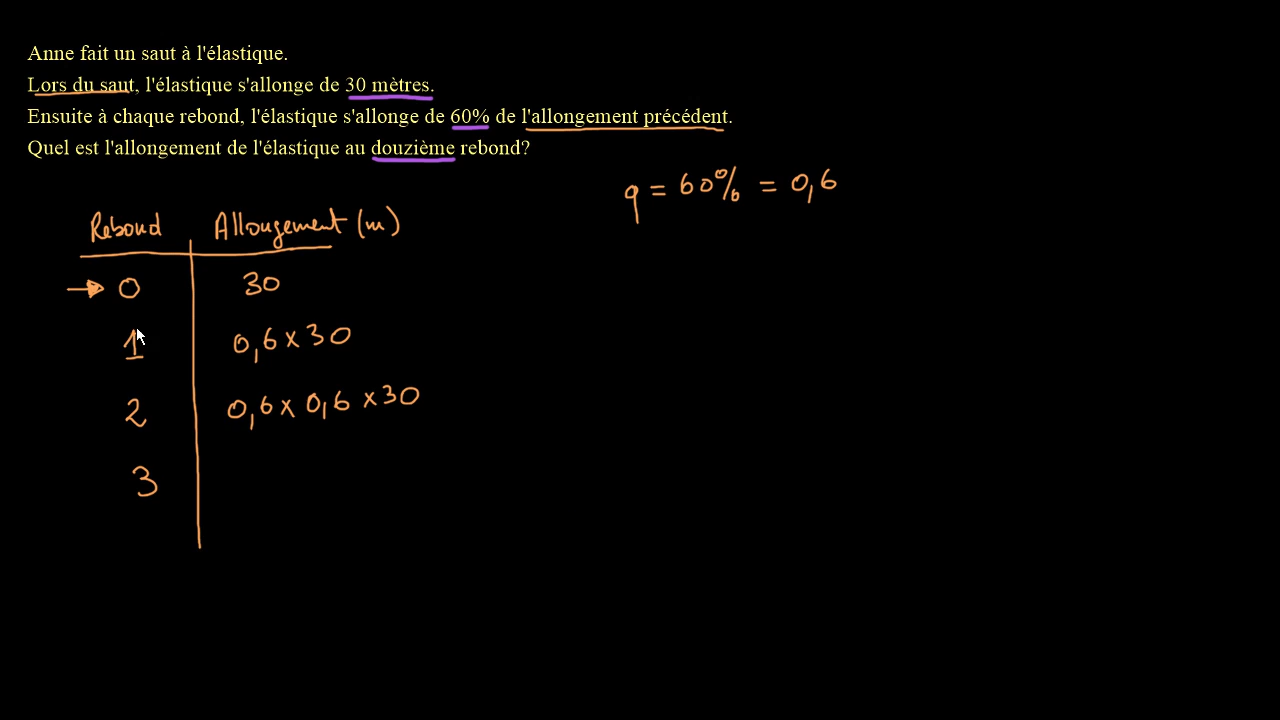 Anne fait un saut à l'élastique.
Lors du saut, l'élastique s'allonge de 30 mètres.
Ensuite à chaque rebond, l'élastique s'allonge de 60% de l'allongement précédent.
Quel est l'allongement de l'élastique au douzième rebond?
q = 60% = 0,6
Rebond Allongement (m)
0 30
1 0,6 x 30
2 0,6 x 0,6 x 30
3